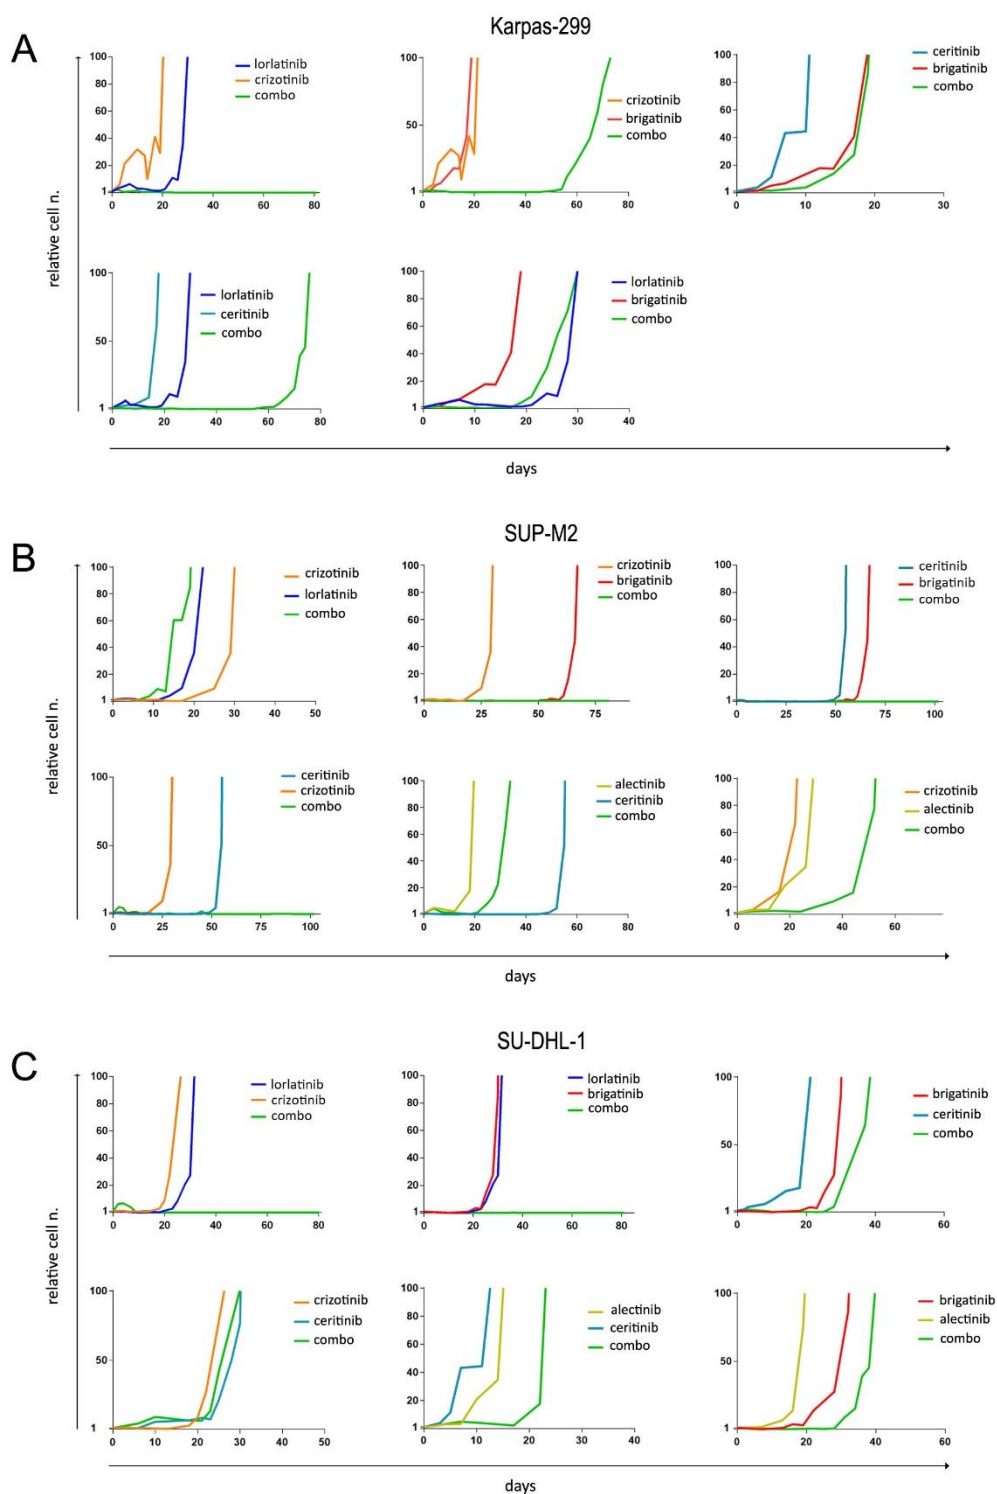 Karpas-299
A
relative cell n.
100
80
60
40
20
1
0 20 40 60 80
lorlatinib
crizotinib
combo
100
50
1
0 20 40 60 80
crizotinib
brigatinib
combo
100
80
60
40
20
1
0 10 20 30
ceritinib
brigatinib
combo
100
50
1
0 20 40 60 80
lorlatinib
ceritinib
combo
100
80
60
40
20
1
0 10 20 30 40
lorlatinib
brigatinib
combo
days
SUP-M2
B
relative cell n.
100
80
60
40
20
1
0 10 20 30 40 50
crizotinib
lorlatinib
combo
100
80
60
40
20
1
0 25 50 75
crizotinib
brigatinib
combo
100
80
60
40
20
1
0 25 50 75 100
ceritinib
brigatinib
combo
100
50
1
0 25 50 75 100
ceritinib
crizotinib
combo
100
80
60
40
20
1
0 20 40 60 80
alectinib
ceritinib
combo
100
80
60
40
20
1
0 20 40 60
crizotinib
alectinib
combo
days
SU-DHL-1
C
relative cell n.
100
80
60
40
20
1
0 20 40 60 80
lorlatinib
crizotinib
combo
100
80
60
40
20
1
0 20 40 60 80
lorlatinib
brigatinib
combo
100
50
1
0 20 40 60
brigatinib
ceritinib
combo
100
50
1
0 10 20 30 40 50
crizotinib
ceritinib
combo
100
80
60
40
20
1
0 10 20 30 40
alectinib
ceritinib
combo
100
50
1
0 20 40 60
brigatinib
alectinib
combo
days